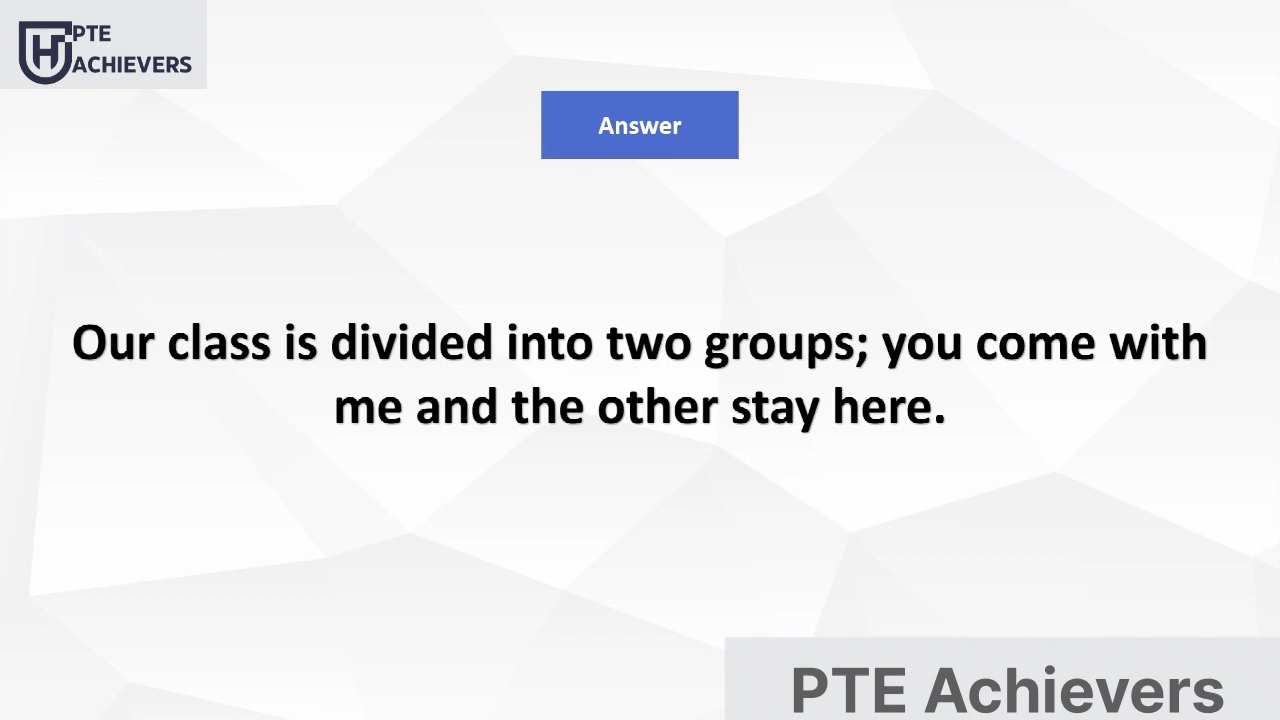 PTE
ACHIEVERS
Answer
Our class is divided into two groups; you come with
me and the other stay here.
PTE Achievers